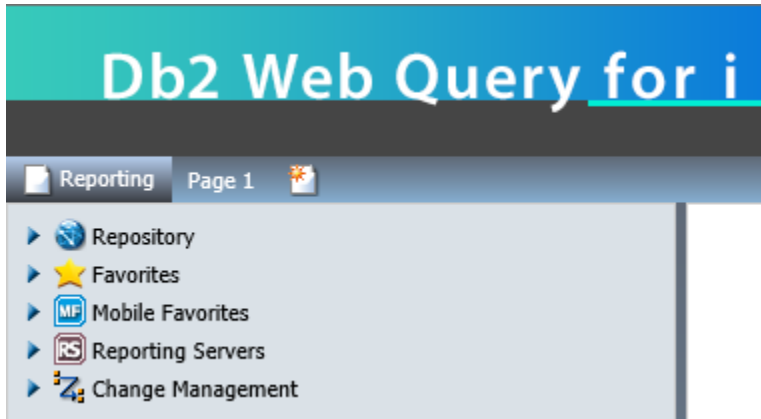 Db2 Web Query for i
Reporting Page 1
Repository
Favorites
MF Mobile Favorites
RS Reporting Servers
Change Management